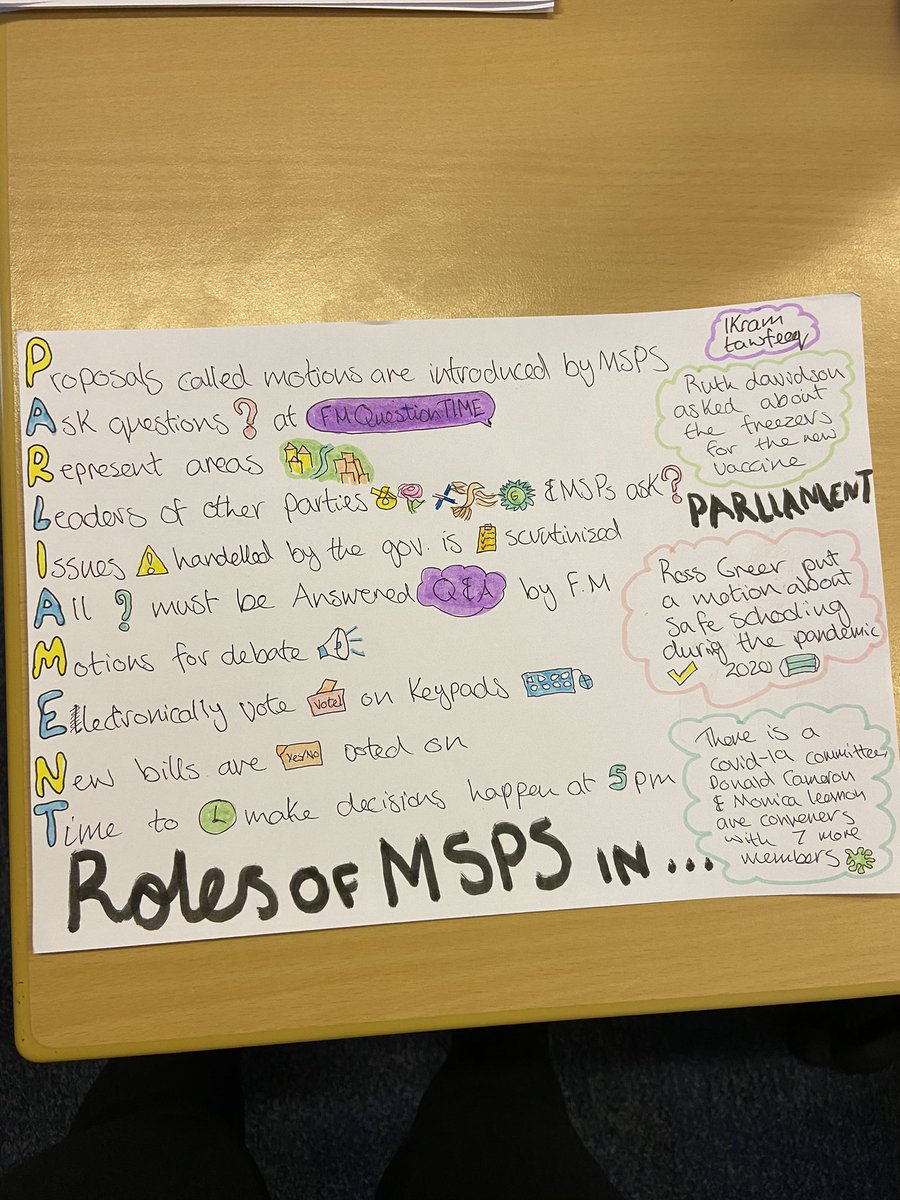 Proposals called motions are introduced by MSPS
Ask questions ? at FM Question TIME
Represent areas
Leaders of other parties & MSPs ask ?
Issues handelled by the gov. is scrutinised
All ? must be Answered Q&A by F.M
Motions for debate
Electronically vote Vote! on Keypads
New bills are Yes/No voted on
Time to make decisions happen at 5pm
Roles OF MSPS IN ...
PARLIAMENT
Ikram
tawfeeq
Ruth davidson
asked about
the freezers
for the new
vaccine
Ross Greer put
a motion about
safe schooling
during the pandemic
2020
There is a
covid-19 committee,
Donald Cameron
& Monica lennon
are conveners
with 7 more
members